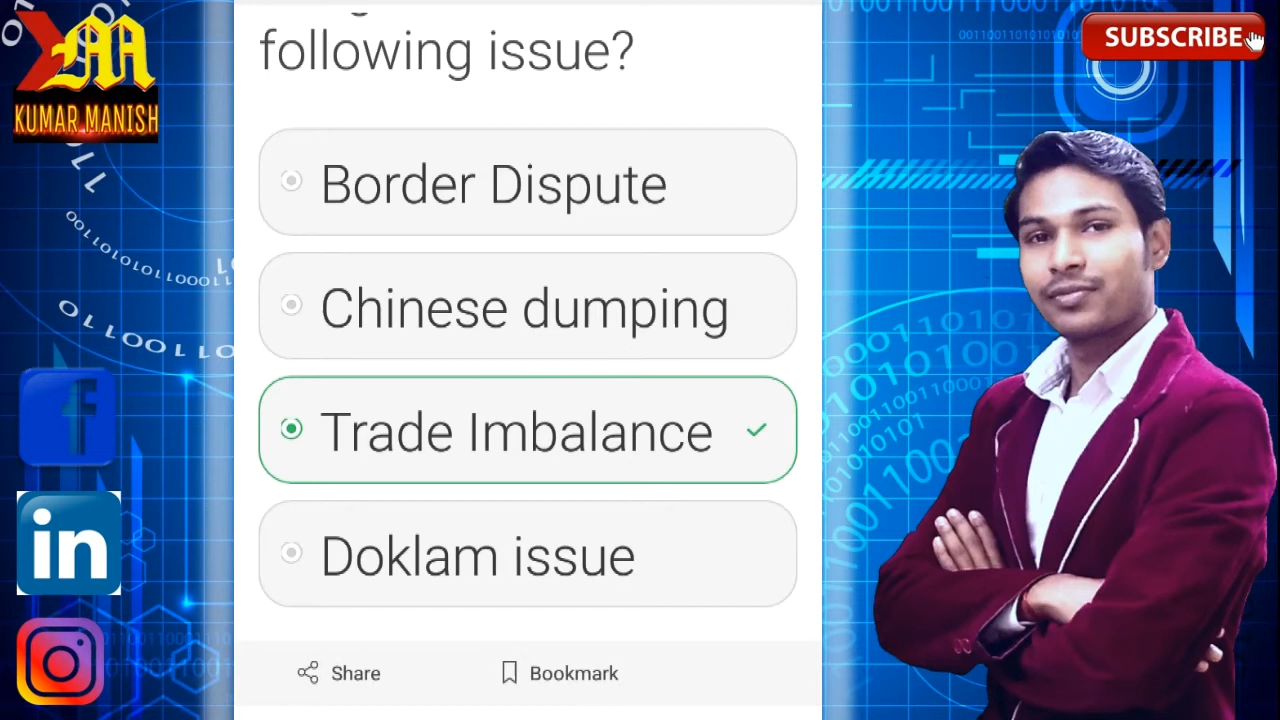 following issue?
Border Dispute
Chinese dumping
Trade Imbalance
Doklam issue
Share
Bookmark
KUMAR MANISH
SUBSCRIBE
f
in